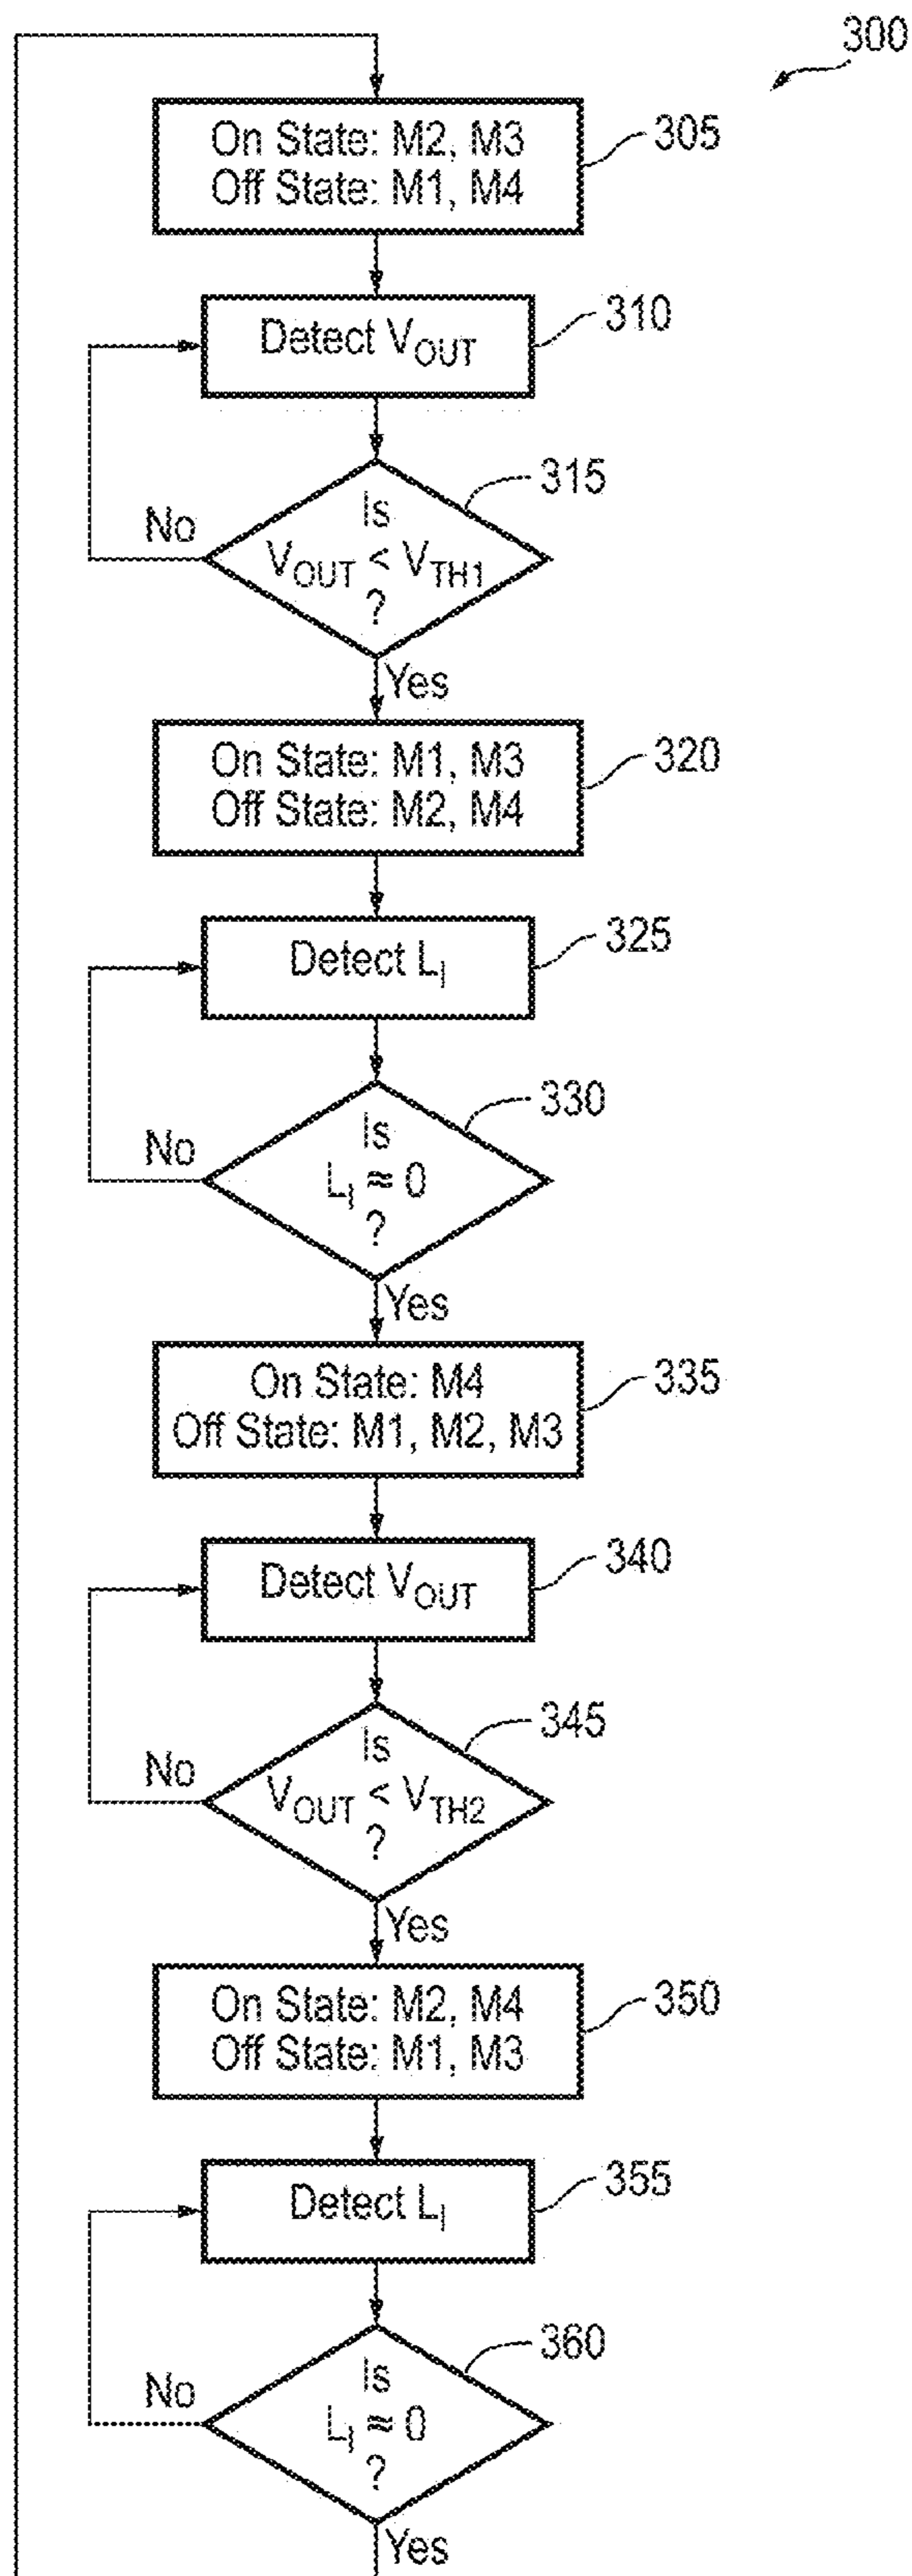 300
On State: M2, M3
Off State: M1, M4
305
Detect VOUT
310
Is
VOUT < VTH1
?
315
No
Yes
On State: M1, M3
Off State: M2, M4
320
Detect LI
325
Is
LI ≈ 0
?
330
No
Yes
On State: M4
Off State: M1, M2, M3
335
Detect VOUT
340
Is
VOUT < VTH2
?
345
No
Yes
On State: M2, M4
Off State: M1, M3
350
Detect LI
355
Is
LI ≈ 0
?
360
No
Yes